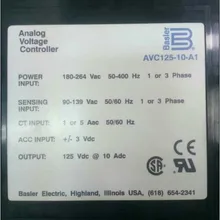 Analog
Voltage
Controller
Basler
AVC125-10-A1
POWER INPUT: 180-264 Vac 50-400 Hz 1 or 3 Phase
SENSING INPUT: 90-139 Vac 50/60 Hz 1 or 3 Phase
CT INPUT: 1 or 5 Aac 50/60 Hz
ACC INPUT: +/- 3 Vdc
OUTPUT: 125 Vdc @ 10 Adc
Basler Electric, Highland, Illinois USA, (618) 654-2341